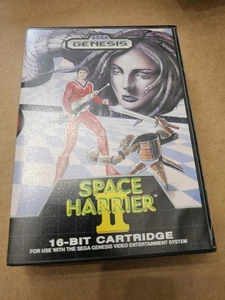 SEGA
GENESIS
SPACE
HARRIER
II
16-BIT CARTRIDGE
FOR USE WITH THE SEGA GENESIS VIDEO ENTERTAINMENT SYSTEM